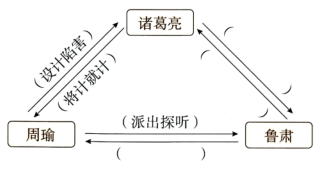 诸葛亮
(设计陷害)
(将计就计)
(    )
(    )
周瑜
(派出探听)
鲁肃
(    )